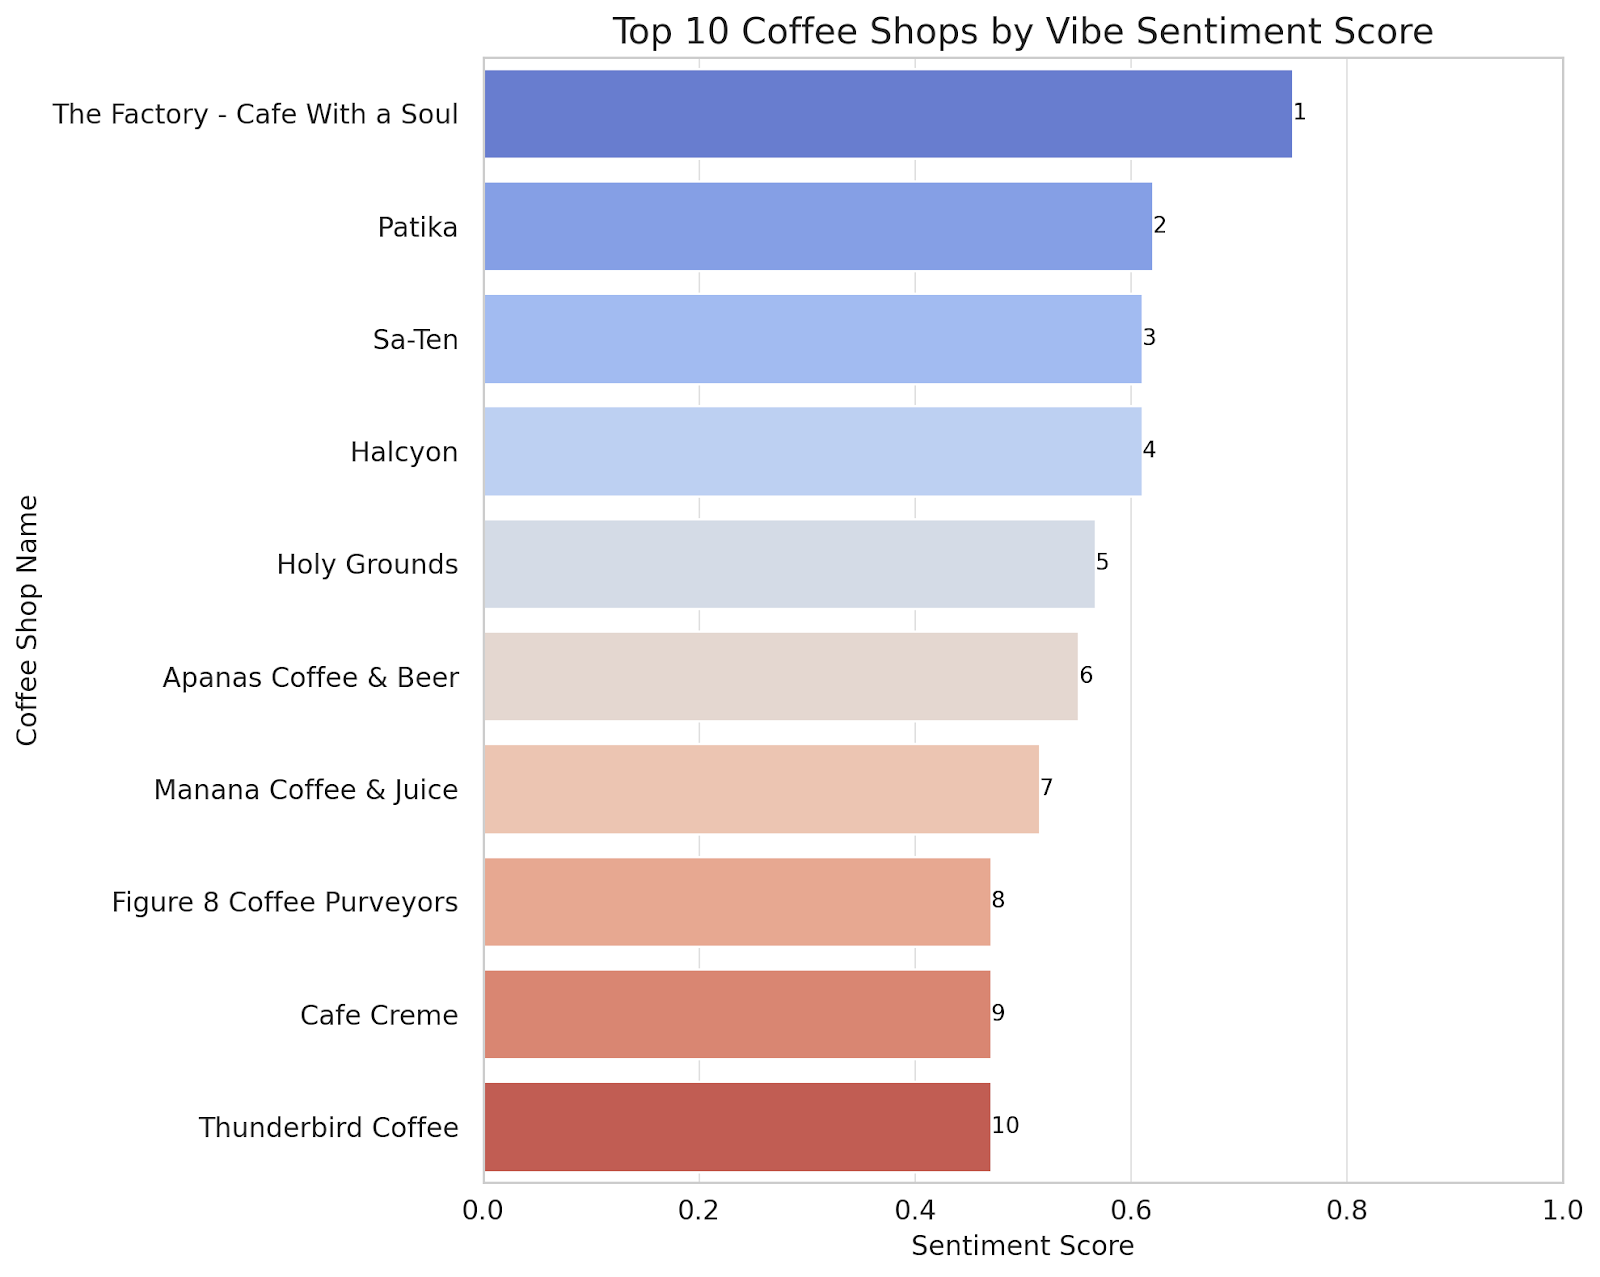 Top 10 Coffee Shops by Vibe Sentiment Score
The Factory - Cafe With a Soul 1
Patika 2
Sa-Ten 3
Halcyon 4
Holy Grounds 5
Apanas Coffee & Beer 6
Manana Coffee & Juice 7
Figure 8 Coffee Purveyors 8
Cafe Creme 9
Thunderbird Coffee 10
Coffee Shop Name
0.0 0.2 0.4 0.6 0.8 1.0
Sentiment Score